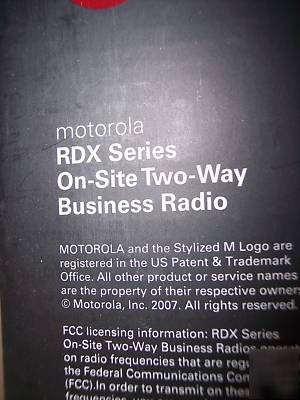 motorola
RDX Series
On-Site Two-Way
Business Radio
MOTOROLA and the Stylized M Logo are
registered in the US Patent & Trademark
Office. All other product or service names
are the property of their respective owners
© Motorola, Inc. 2007. All rights reserved.
FCC licensing information: RDX Series
On-Site Two-Way Business Radios operate
on radio frequencies that are
the Federal Communications
(FCC).In order to transmit on these
frequencies, you